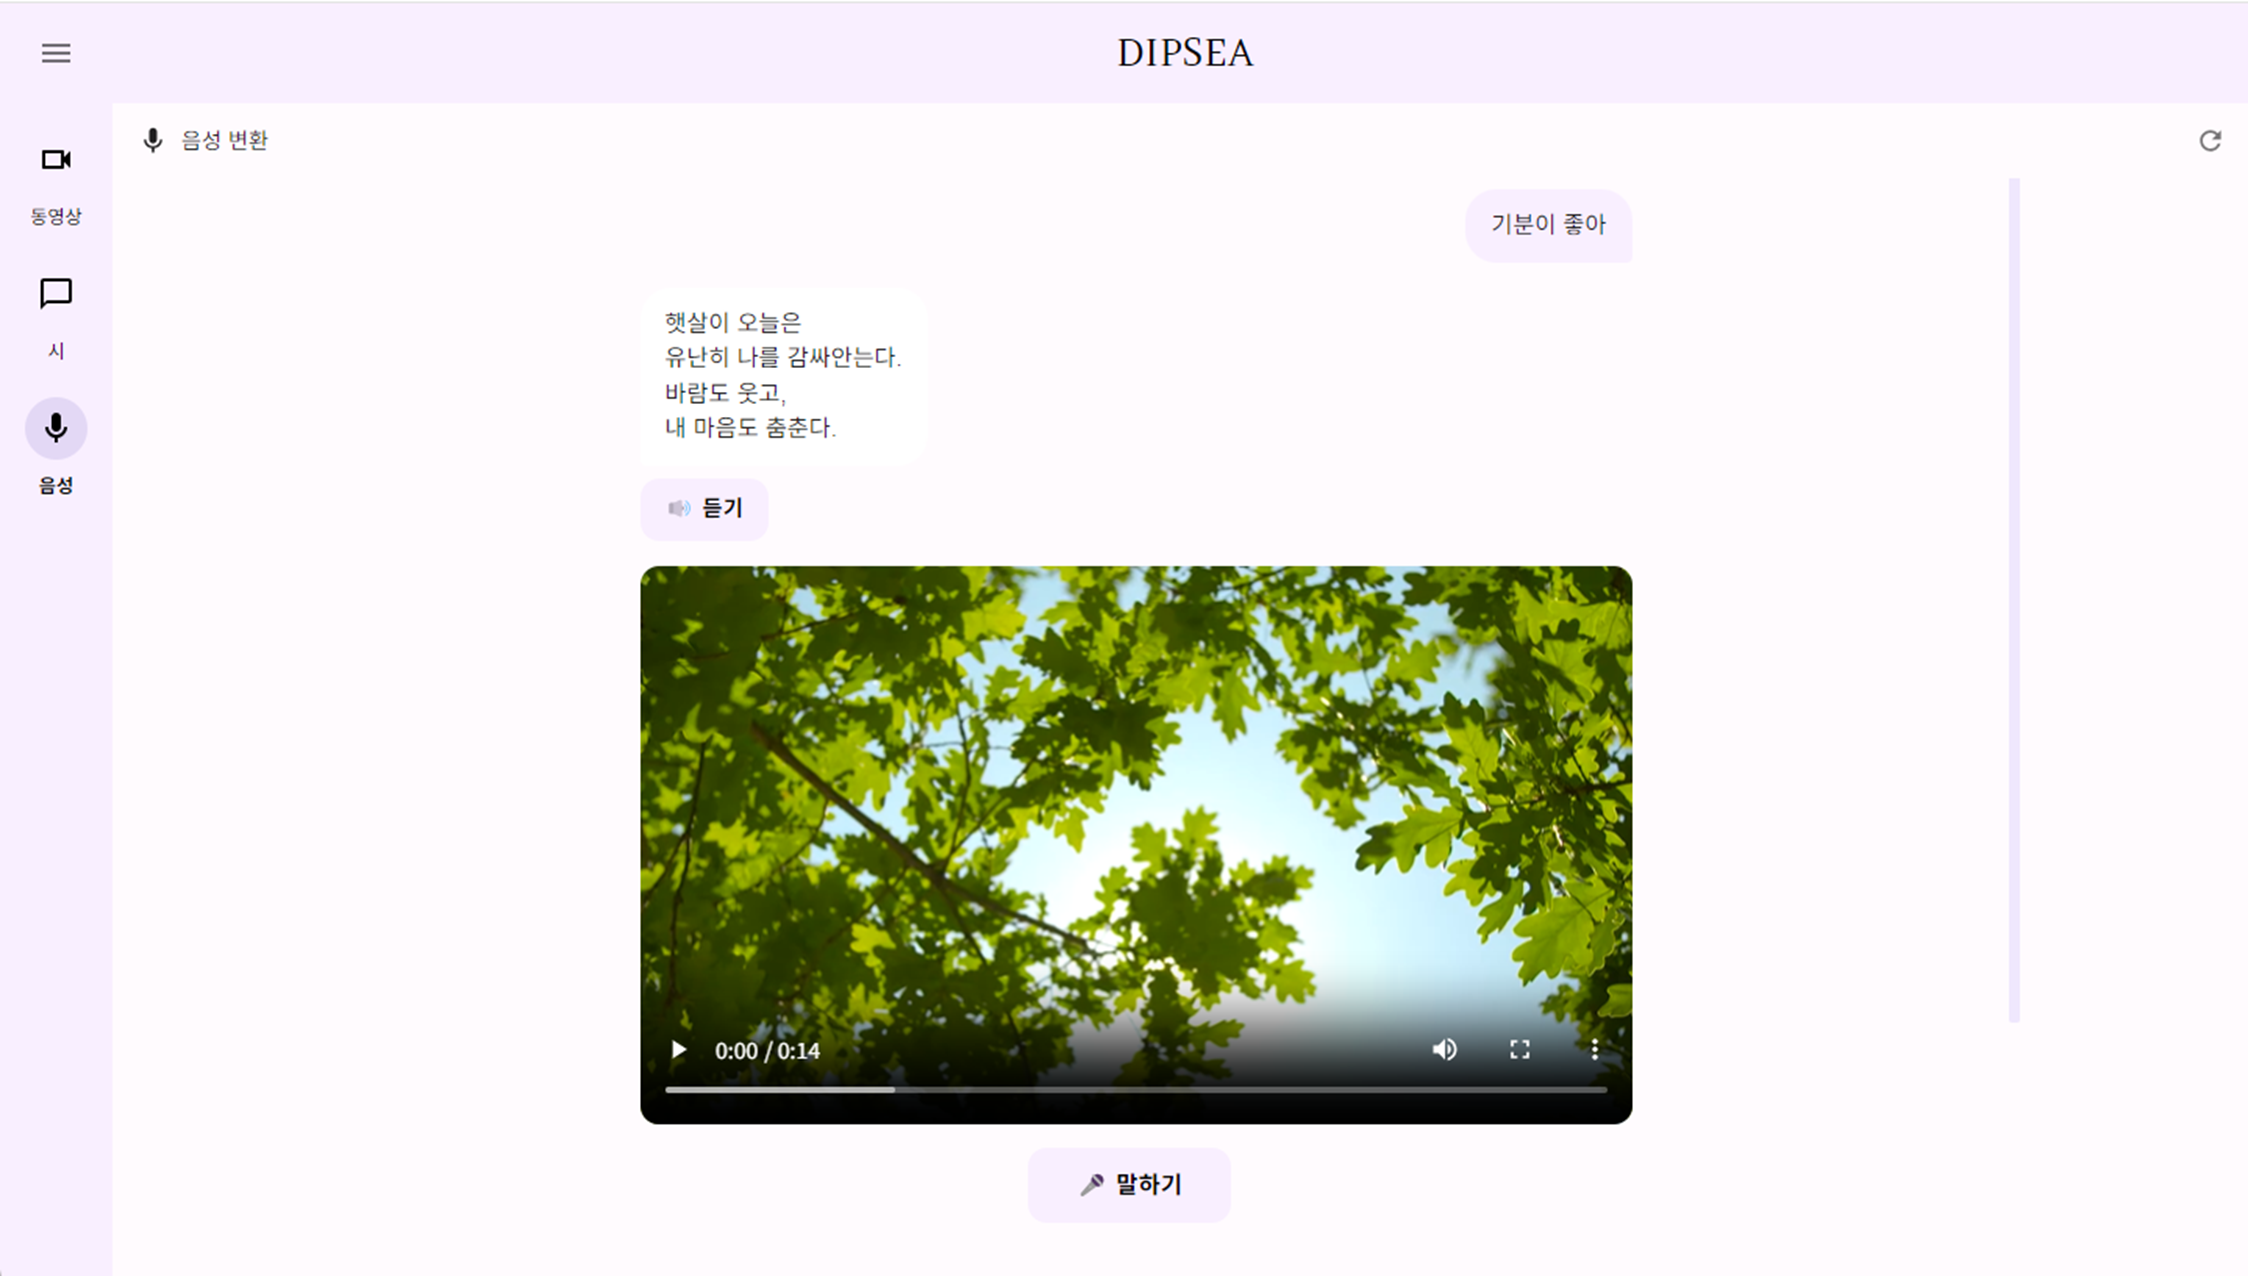 DIPSEA
음성 변환
동영상
시
음성
기분이 좋아
햇살이 오늘은
유난히 나를 감싸안는다.
바람도 웃고,
내 마음도 춤춘다.
듣기
0:00 / 0:14
말하기